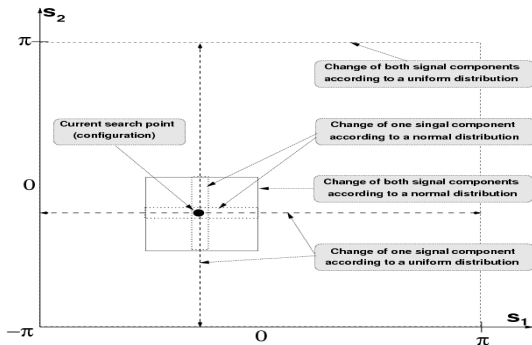 s₂
π
Change of both signal components
according to a uniform distribution
Current search point
(configuration)
Change of one singal component
according to a normal distribution
0
Change of both signal components
according to a normal distribution
Change of one signal component
according to a uniform distribution
−π
0
s₁
π